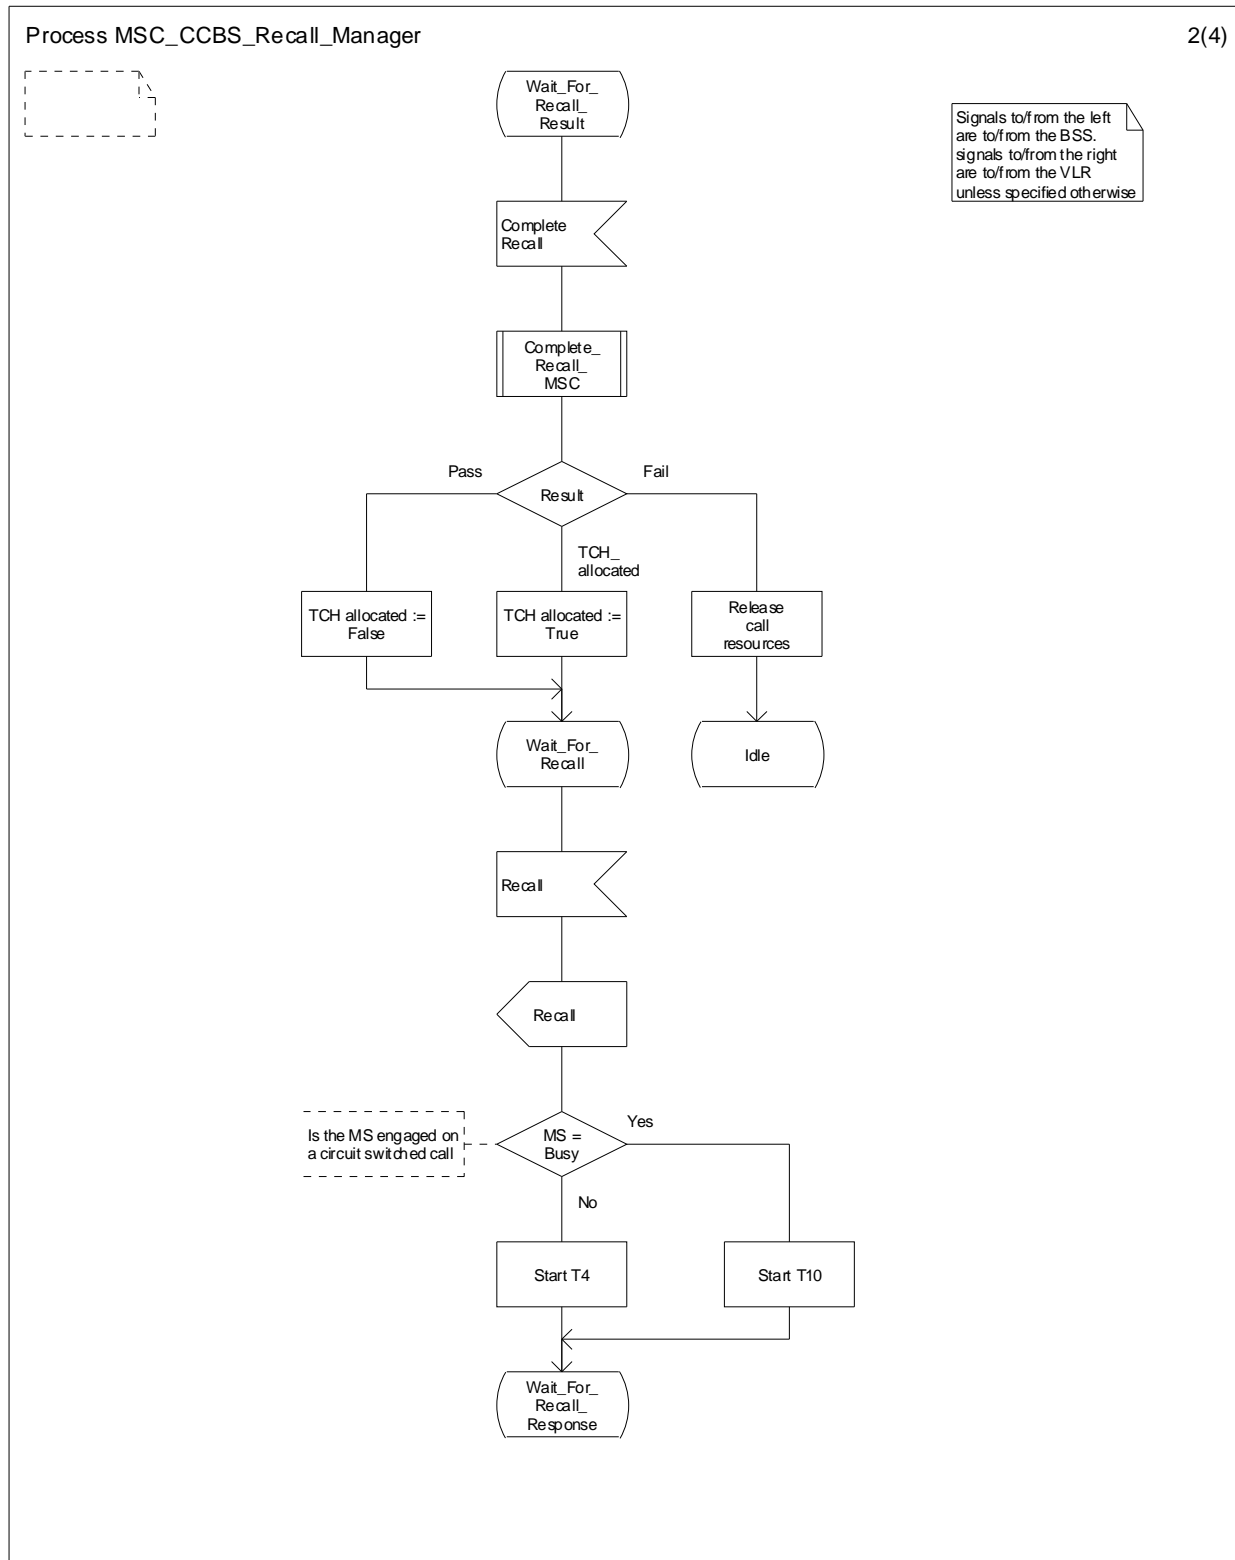 Process MSC_CCBS_Recall_Manager
2(4)
Wait_For_
Recall_
Result
Signals to/from the left
are to/from the BSS.
signals to/from the right
are to/from the VLR
unless specified otherwise
Complete
Recall
Complete_
Recall_
MSC
Pass
Fail
Result
TCH_
allocated
TCH allocated :=
False
TCH allocated :=
True
Release
call
resources
Wait_For_
Recall
Idle
Recall
Recall
Is the MS engaged on
a circuit switched call
MS =
Busy
Yes
No
Start T4
Start T10
Wait_For_
Recall_
Response